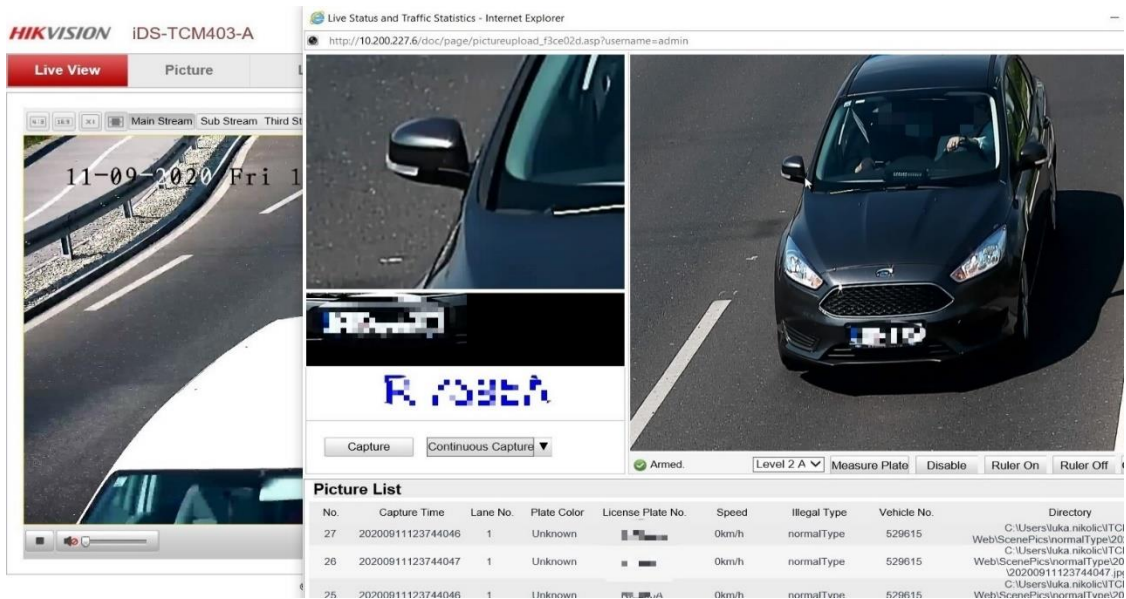 HIKVISION iDS-TCM403-A
Live View Picture L
Main Stream Sub Stream Third St
11-09-2020 Fri 1
Live Status and Traffic Statistics - Internet Explorer
http://10.200.227.6/doc/page/pictureupload_f3ce02d.asp?username=admin
Capture Continuous Capture
Armed. Level 2 A Measure Plate Disable Ruler On Ruler Off
Picture List
No. Capture Time Lane No. Plate Color License Plate No. Speed Illegal Type Vehicle No. Directory
27 20200911123744046 1 Unknown 0km/h normalType 529615 C:\Users\luka.nikolic\ITCl
Web\ScenePics\normalType\202
26 20200911123744047 1 Unknown 0km/h normalType 529615 C:\Users\luka.nikolic\ITCl
Web\ScenePics\normalType\20
\20200911123744047.jpg
25 20200911123744046 1 Unknown 0km/h normalType 529615 C:\Users\luka.nikolic\ITCl
Web\ScenePics\normalType\20